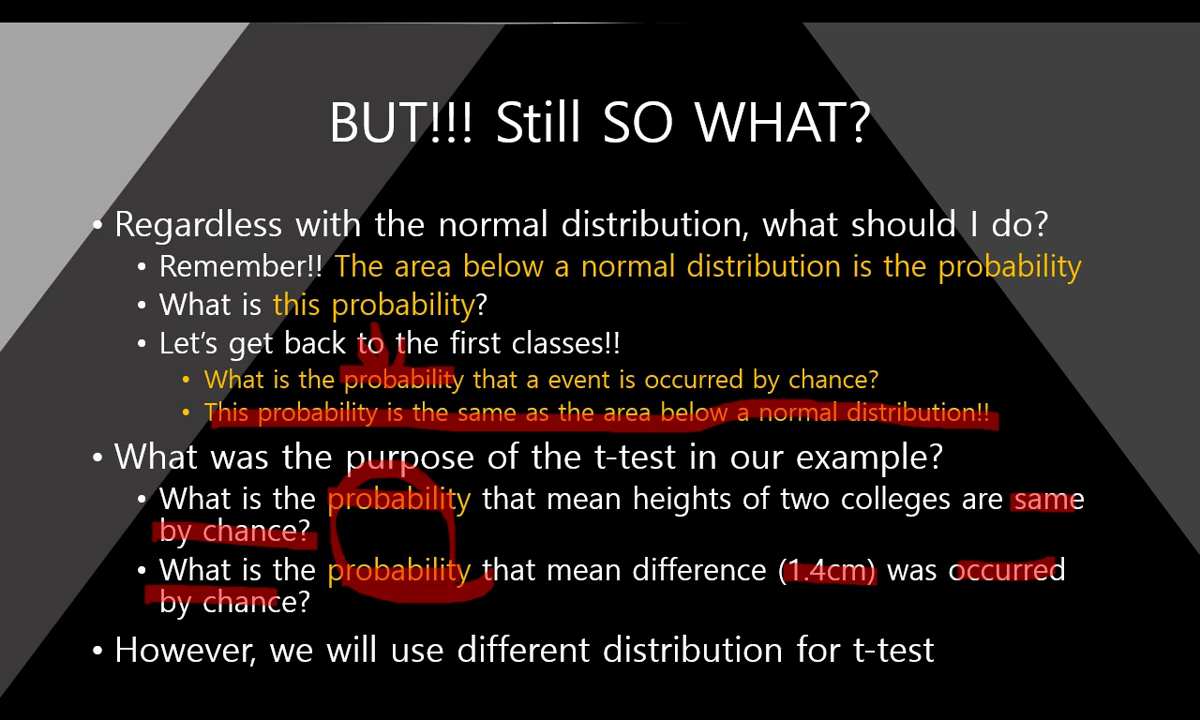 BUT!!! Still SO WHAT?
• Regardless with the normal distribution, what should I do?
• Remember!! The area below a normal distribution is the probability
• What is this probability?
• Let's get back to the first classes!!
• What is the probability that a event is occurred by chance?
• This probability is the same as the area below a normal distribution!!
• What was the purpose of the t-test in our example?
• What is the probability that mean heights of two colleges are same
by chance?
• What is the probability that mean difference (1.4cm) was occurred
by chance?
• However, we will use different distribution for t-test